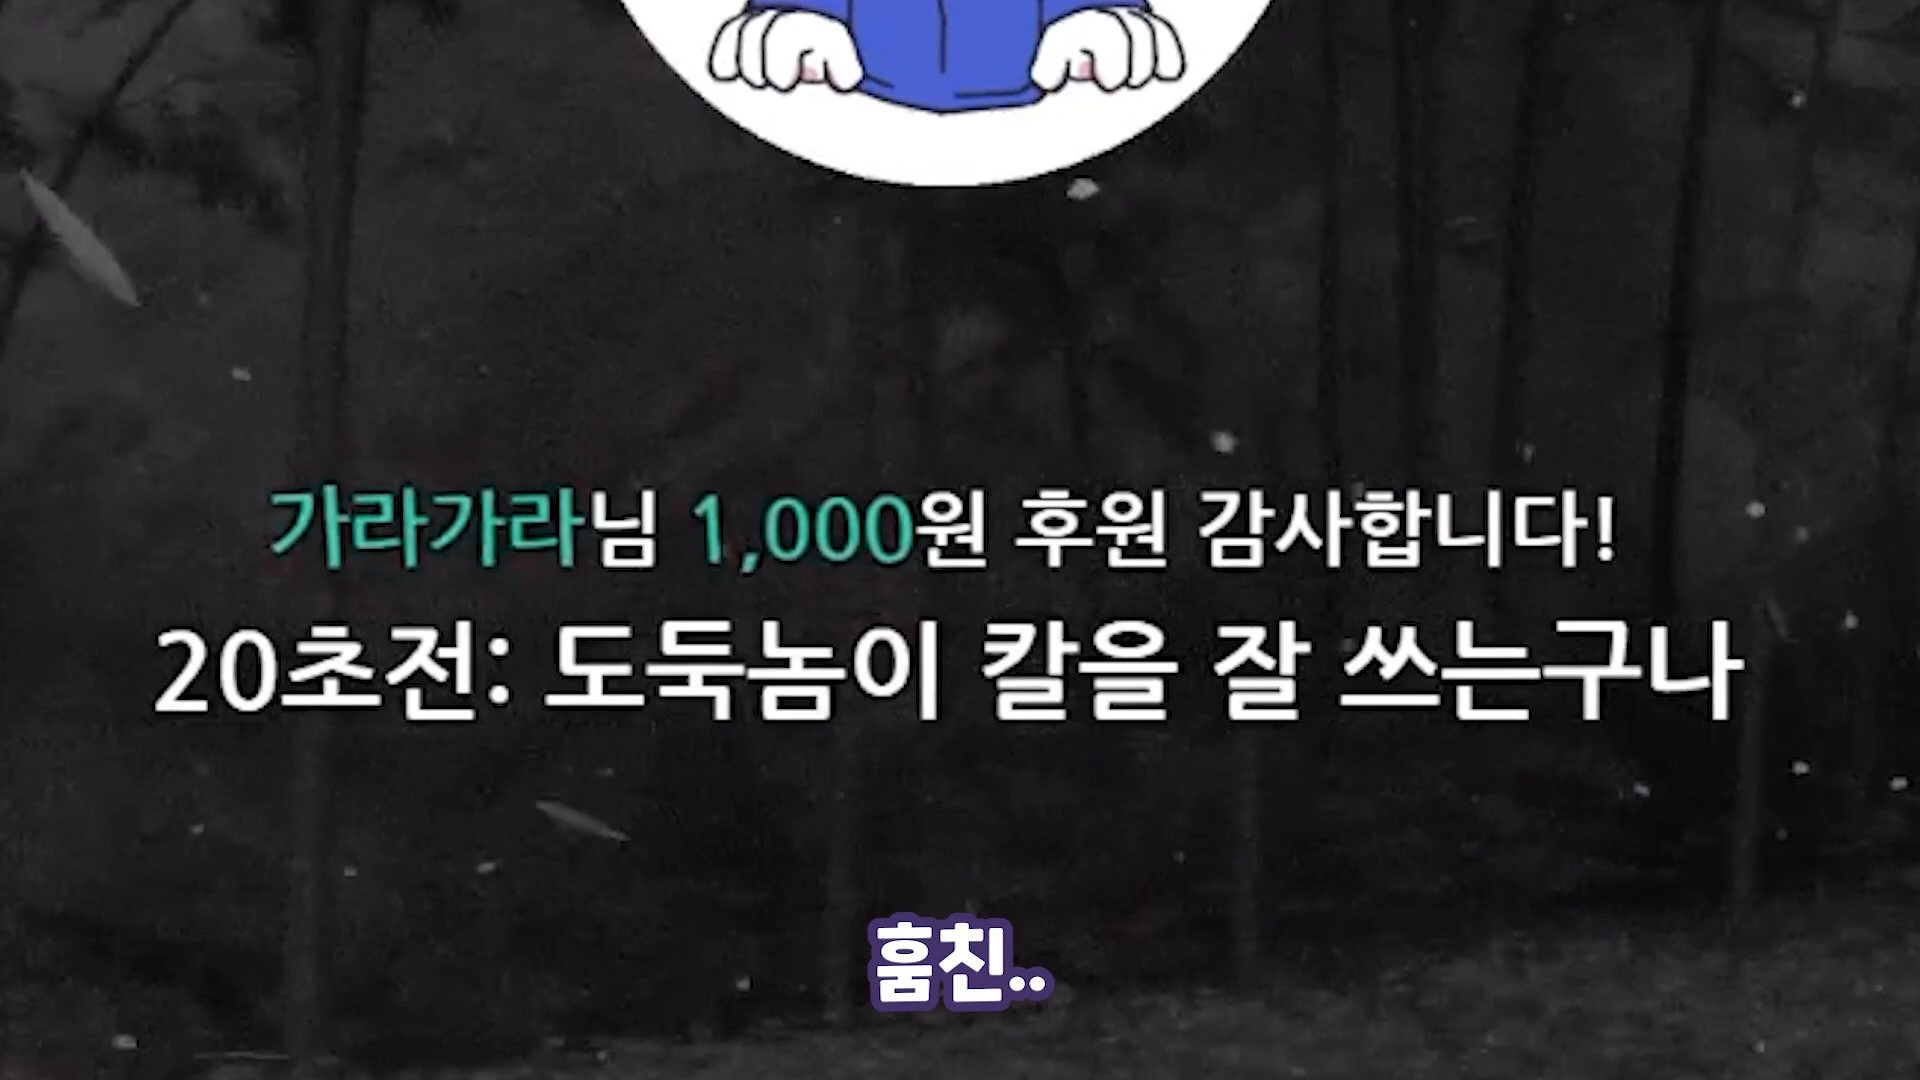 가라가라님 1,000원 후원 감사합니다!
20초전: 도둑놈이 칼을 잘 쓰는구나
훔친..